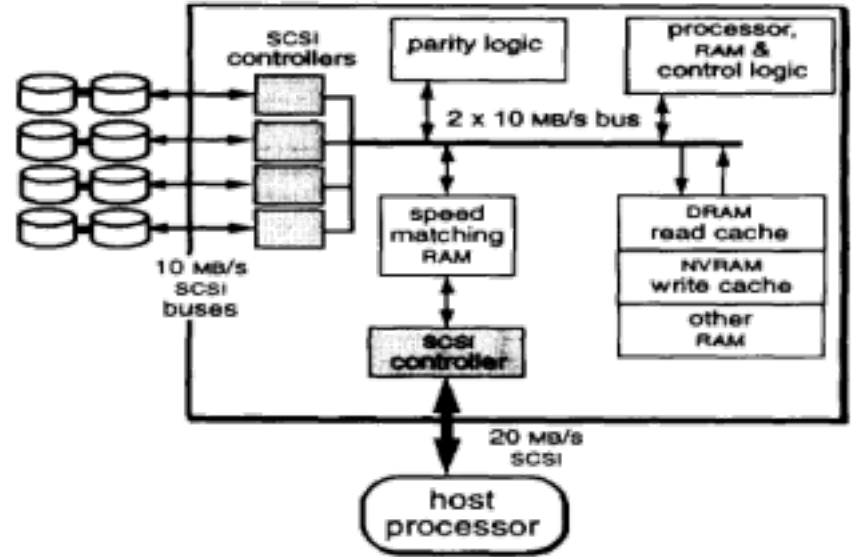 SCSI
controllers
parity logic
processor,
RAM &
control logic
2 x 10 MB/s bus
speed
matching
RAM
DRAM
read cache
NVRAM
write cache
other
RAM
10 MB/s
SCSI
buses
SCSI
controller
20 MB/s
SCSI
host
processor